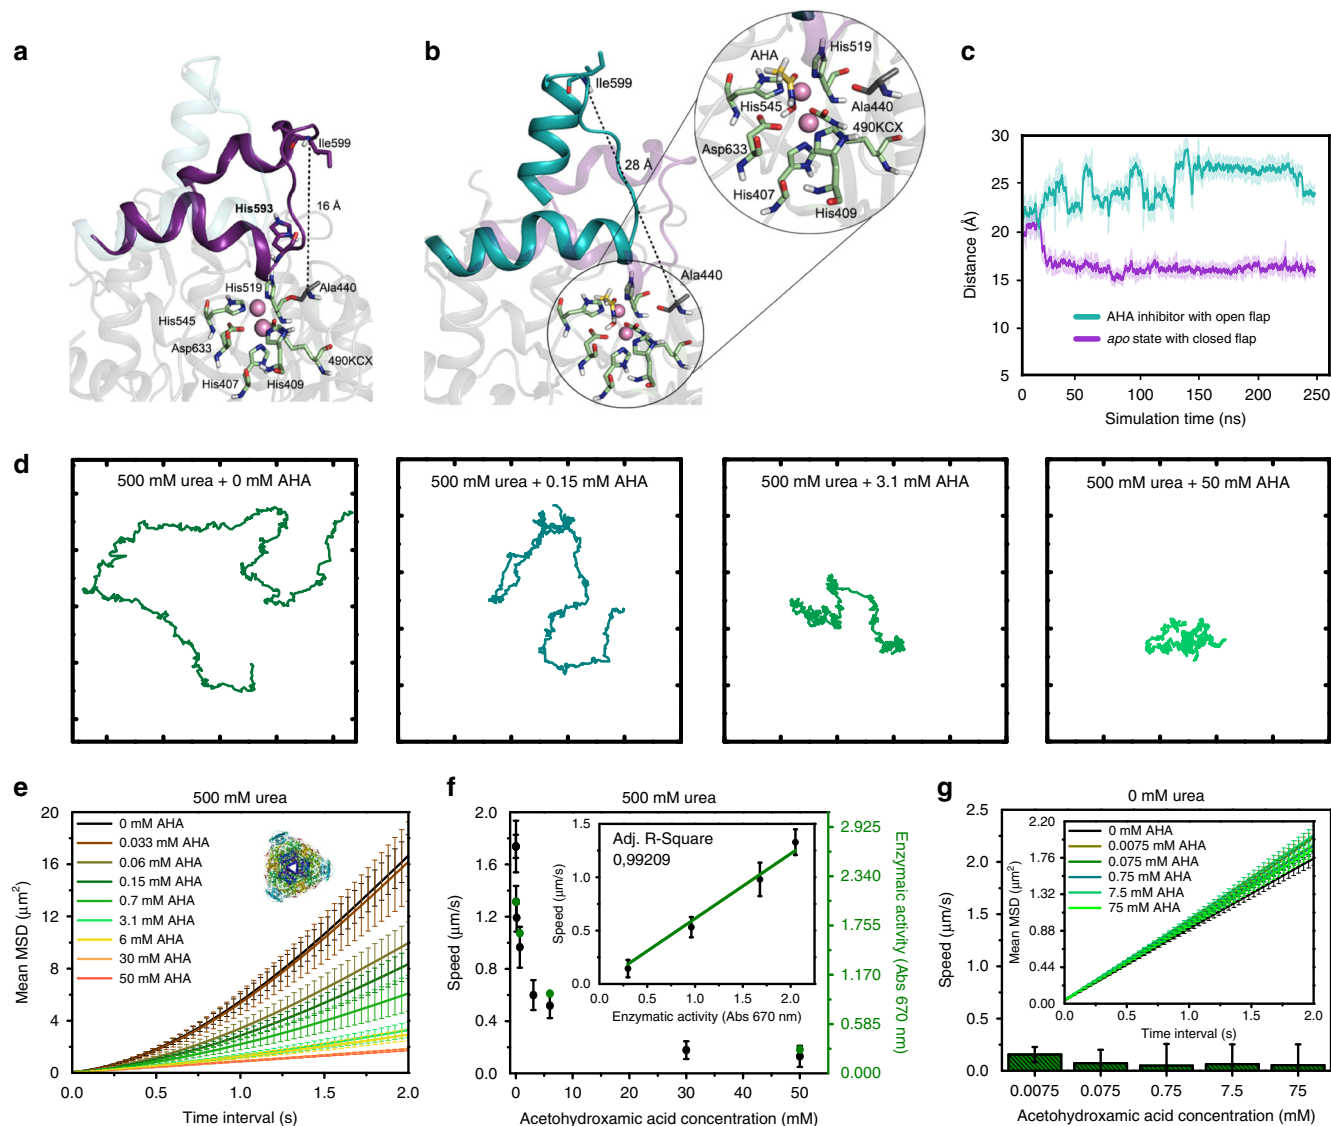 a
Ile599
His593
16 Å
His519
Ala440
His545
Asp633
490KCX
His407
His409
b
Ile599
28 Å
Ala440
His519
AHA
His545
Ala440
490KCX
Asp633
His407
His409
c
30
25
20
15
10
5
Distance (Å)
AHA inhibitor with open flap
apo state with closed flap
0
50
100
150
200
250
Simulation time (ns)
d
500 mM urea + 0 mM AHA
500 mM urea + 0.15 mM AHA
500 mM urea + 3.1 mM AHA
500 mM urea + 50 mM AHA
e
500 mM urea
20
16
12
8
4
0
Mean MSD (µm²)
0 mM AHA
0.033 mM AHA
0.06 mM AHA
0.15 mM AHA
0.7 mM AHA
3.1 mM AHA
6 mM AHA
30 mM AHA
50 mM AHA
0.0
0.5
1.0
1.5
2.0
Time interval (s)
f
500 mM urea
2.0
1.6
1.2
0.8
0.4
0.0
Speed (µm/s)
1.5
1.0
0.5
0.0
Speed (µm/s)
Adj. R-Square
0,99209
0.0
0.5
1.0
1.5
2.0
Enzymatic activity (Abs 670 nm)
2.925
2.340
1.755
1.170
0.585
0.000
Enzymaic activity (Abs 670 nm)
0
10
20
30
40
50
Acetohydroxamic acid concentration (mM)
g
0 mM urea
2.5
2.0
1.5
1.0
0.5
0.0
Speed (µm/s)
2.20
1.76
1.32
0.88
0.44
0.00
Mean MSD (µm²)
0 mM AHA
0.0075 mM AHA
0.075 mM AHA
0.75 mM AHA
7.5 mM AHA
75 mM AHA
0.0
0.5
1.0
1.5
2.0
Time interval (s)
0.0075
0.075
0.75
7.5
75
Acetohydroxamic acid concentration (mM)